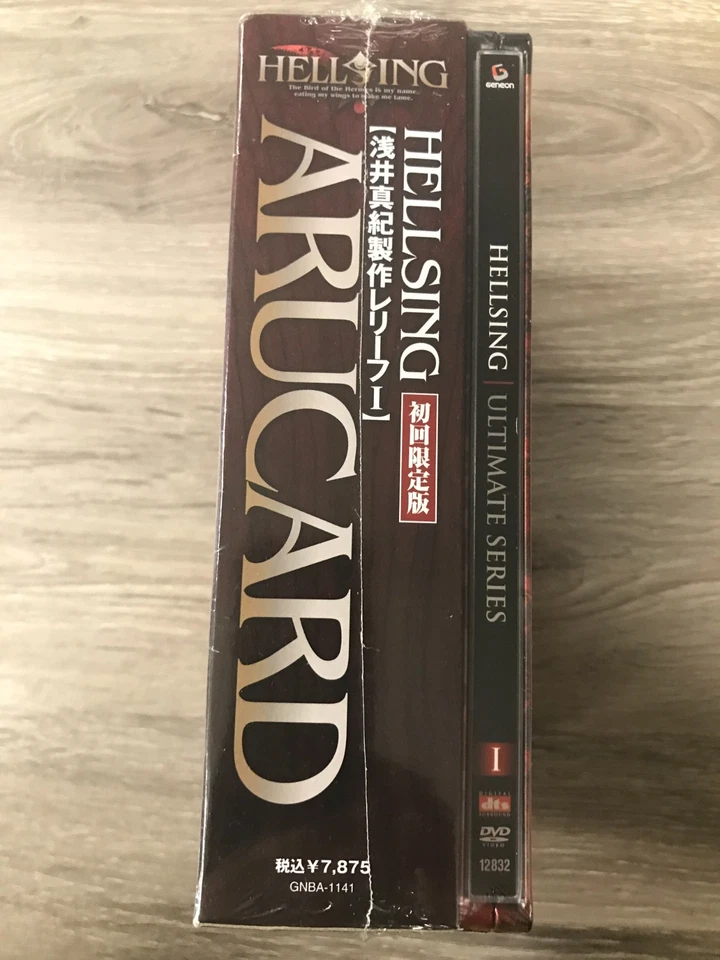 HELLSING
The Bird of the Hermes is my name,
eating my wings to make me tame.
ARUCARD
【浅井真紀製作レリーフI】
HELLSING
初回限定版
税込¥7,875
GNBA-1141
GENEON
HELLSING | ULTIMATE SERIES
I
DIGITAL
dts
SURROUND
DVD
VIDEO
12832